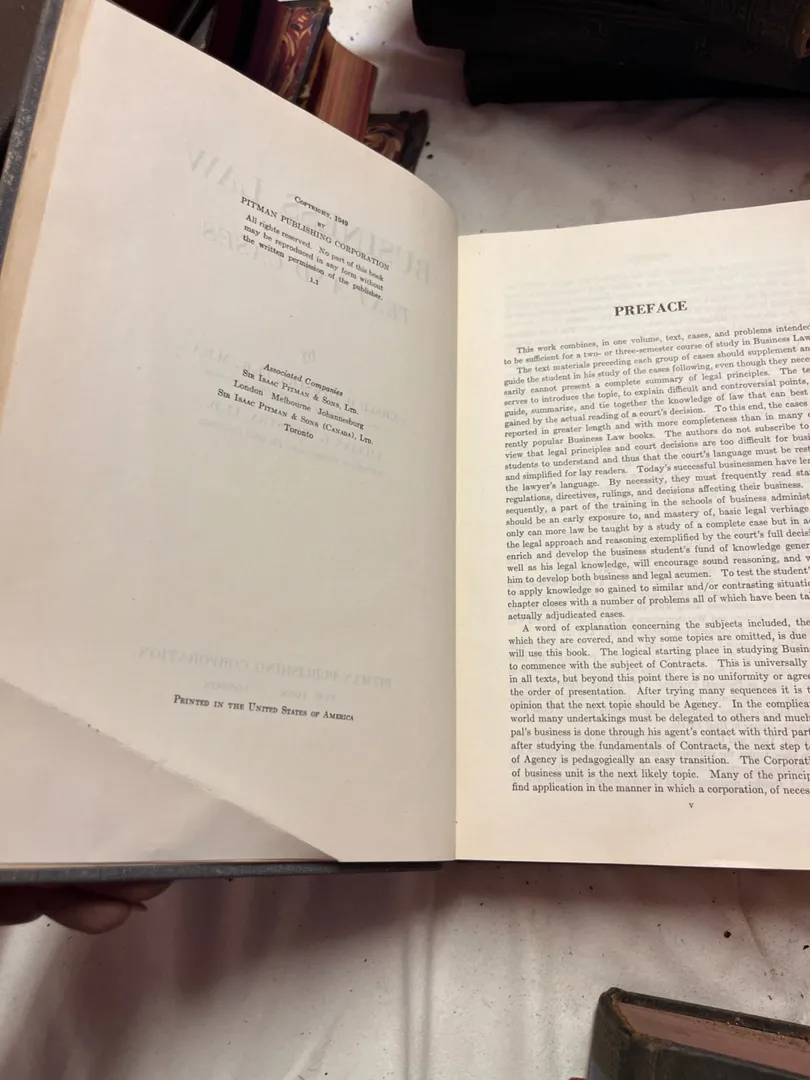 COPYRIGHT, 1949
BY
PITMAN PUBLISHING CORPORATION
All rights reserved. No part of this book
may be reproduced in any form without
the written permission of the publisher.
1.1
Associated Companies
SIR ISAAC PITMAN & SONS, LTD.
London Melbourne Johannesburg
SIR ISAAC PITMAN & SONS (CANADA), LTD.
Toronto
PRINTED IN THE UNITED STATES OF AMERICA
PREFACE
This work combines, in one volume, text, cases, and problems intended
to be sufficient for a two- or three-semester course of study in Business Law
The text materials preceding each group of cases should supplement an
guide the student in his study of the cases following, even though they nece
sarily cannot present a complete summary of legal principles. The te
serves to introduce the topic, to explain difficult and controversial points,
guide, summarize, and tie together the knowledge of law that can best
gained by the actual reading of a court's decision. To this end, the cases
reported in greater length and with more completeness than in many
rently popular Business Law books. The authors do not subscribe to
view that legal principles and court decisions are too difficult for busi
students to understand and thus that the court's language must be rest
and simplified for lay readers. Today's successful businessmen have lea
the lawyer's language. By necessity, they must frequently read sta
regulations, directives, rulings, and decisions affecting their business.
sequently, a part of the training in the schools of business administ
should be an early exposure to, and mastery of, basic legal verbiage
only can more law be taught by a study of a complete case but in a
the legal approach and reasoning exemplified by the court's full decisi
enrich and develop the business student's fund of knowledge gener
well as his legal knowledge, will encourage sound reasoning, and w
him to develop both business and legal acumen. To test the student'
to apply knowledge so gained to similar and/or contrasting situatio
chapter closes with a number of problems all of which have been ta
actually adjudicated cases.
A word of explanation concerning the subjects included, the
which they are covered, and why some topics are omitted, is due
will use this book. The logical starting place in studying Busin
to commence with the subject of Contracts. This is universally
in all texts, but beyond this point there is no uniformity or agree
the order of presentation. After trying many sequences it is t
opinion that the next topic should be Agency. In the complica
world many undertakings must be delegated to others and much
pal's business is done through his agent's contact with third part
after studying the fundamentals of Contracts, the next step t
of Agency is pedagogically an easy transition. The Corporati
of business unit is the next likely topic. Many of the princip
find application in the manner in which a corporation, of neces
v